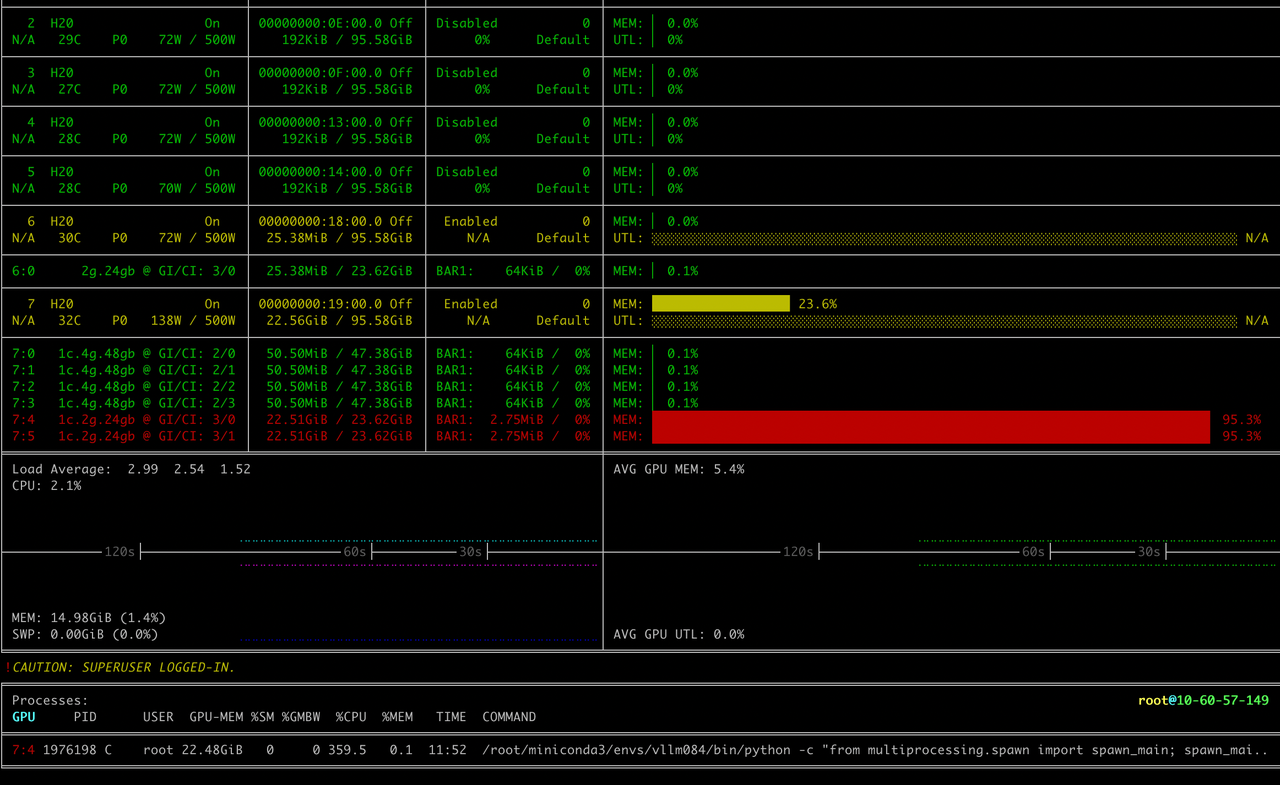 2 H20 On 00000000:0E:00.0 Off Disabled 0 MEM: 0.0%
N/A 29C P0 72W / 500W 192KiB / 95.58GiB 0% Default UTL: 0%
3 H20 On 00000000:0F:00.0 Off Disabled 0 MEM: 0.0%
N/A 27C P0 72W / 500W 192KiB / 95.58GiB 0% Default UTL: 0%
4 H20 On 00000000:13:00.0 Off Disabled 0 MEM: 0.0%
N/A 28C P0 72W / 500W 192KiB / 95.58GiB 0% Default UTL: 0%
5 H20 On 00000000:14:00.0 Off Disabled 0 MEM: 0.0%
N/A 28C P0 70W / 500W 192KiB / 95.58GiB 0% Default UTL: 0%
6 H20 On 00000000:18:00.0 Off Enabled 0 MEM: 0.0%
N/A 30C P0 72W / 500W 25.38MiB / 95.58GiB N/A Default UTL: N/A
6:0 2g.24gb @ GI/CI: 3/0 25.38MiB / 23.62GiB BAR1: 64KiB / 0% MEM: 0.1%
7 H20 On 00000000:19:00.0 Off Enabled 0 MEM: 23.6%
N/A 32C P0 138W / 500W 22.56GiB / 95.58GiB N/A Default UTL: N/A
7:0 1c.4g.48gb @ GI/CI: 2/0 50.50MiB / 47.38GiB BAR1: 64KiB / 0% MEM: 0.1%
7:1 1c.4g.48gb @ GI/CI: 2/1 50.50MiB / 47.38GiB BAR1: 64KiB / 0% MEM: 0.1%
7:2 1c.4g.48gb @ GI/CI: 2/2 50.50MiB / 47.38GiB BAR1: 64KiB / 0% MEM: 0.1%
7:3 1c.4g.48gb @ GI/CI: 2/3 50.50MiB / 47.38GiB BAR1: 64KiB / 0% MEM: 0.1%
7:4 1c.2g.24gb @ GI/CI: 3/0 22.51GiB / 23.62GiB BAR1: 2.75MiB / 0% MEM: 95.3%
7:5 1c.2g.24gb @ GI/CI: 3/1 22.51GiB / 23.62GiB BAR1: 2.75MiB / 0% MEM: 95.3%
Load Average: 2.99 2.54 1.52 AVG GPU MEM: 5.4%
CPU: 2.1%
120s 60s 30s 120s 60s 30s
MEM: 14.98GiB (1.4%)
SWP: 0.00GiB (0.0%) AVG GPU UTL: 0.0%
!CAUTION: SUPERUSER LOGGED-IN.
Processes: root@10-60-57-149
GPU PID USER GPU-MEM %SM %GMBW %CPU %MEM TIME COMMAND
7:4 1976198 C root 22.48GiB 0 0 359.5 0.1 11:52 /root/miniconda3/envs/vllm084/bin/python -c "from multiprocessing.spawn import spawn_main; spawn_mai..